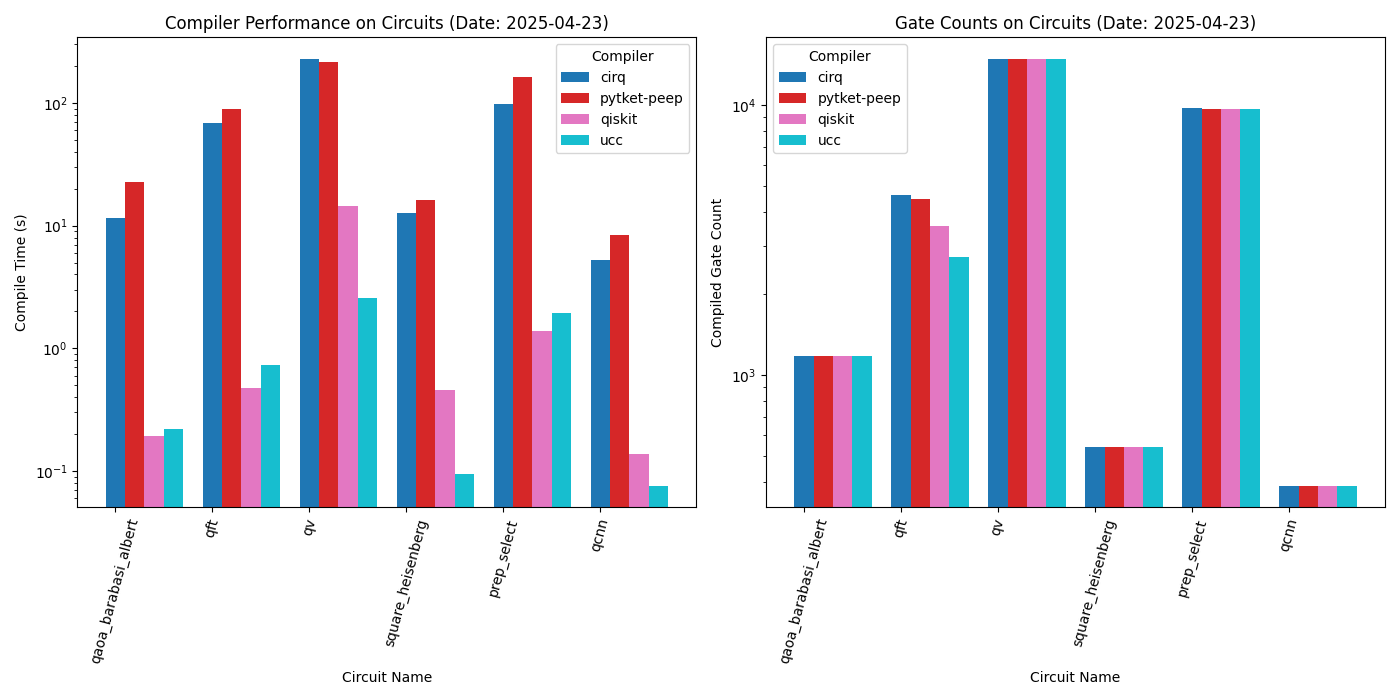 Compiler Performance on Circuits (Date: 2025-04-23)
Compiler
cirq
pytket-peep
qiskit
ucc
Compile Time (s)
10²
10¹
10⁰
10⁻¹
qaoa_barabasi_albert
qft
qv
square_heisenberg
prep_select
qcnn
Circuit Name
Gate Counts on Circuits (Date: 2025-04-23)
Compiler
cirq
pytket-peep
qiskit
ucc
Compiled Gate Count
10⁴
10³
qaoa_barabasi_albert
qft
qv
square_heisenberg
prep_select
qcnn
Circuit Name